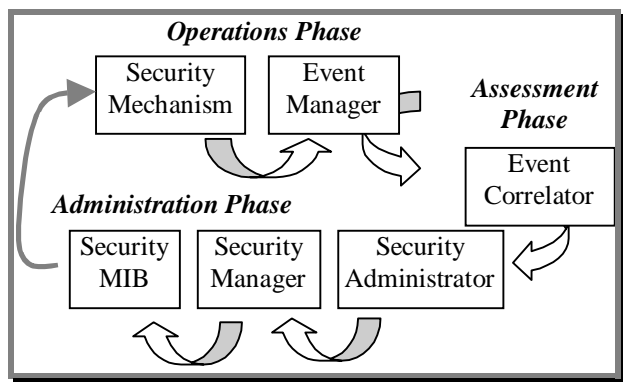 Operations Phase
Security
Mechanism
Event
Manager
Assessment
Phase
Event
Correlator
Administration Phase
Security
MIB
Security
Manager
Security
Administrator